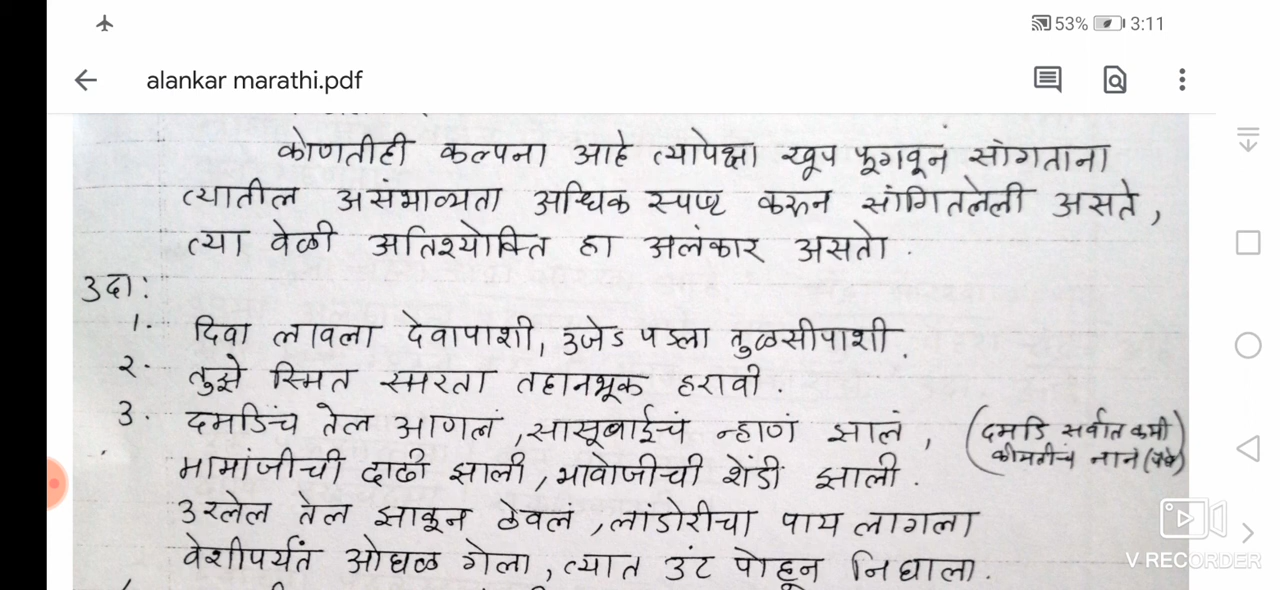 53% 3:11
alankar marathi.pdf
कोणतीही कल्पना आहे त्यापेक्षा खूप फूगवूनं सांगताना
त्यातील असंभाव्यता अधिक स्पष्ट करुन सांगितलेली असते,
त्या वेळी अतिश्योक्ति हा अलंकार असतो.
उदा:
1. दिवा लावला देवापाशी, उजेड पडला तुळसीपाशी.
२. तुझे स्मित स्मरता तहानभूक हरावी.
3. दमडिचं तेल आणलं, सासूबाईचं न्हाणं झालं, (दमडि सर्वात कमी
मामांजीची दाढी झाली, भावोजीची शेंडी झाली. कीमतीचं नाणं
उरलेल तेल झाकून ठेवलं, लांडोरीचा पाय लागला
वेशीपर्यंतं ओघळ गेला, त्यात उंट पोहून निघाला.
V RECORDER